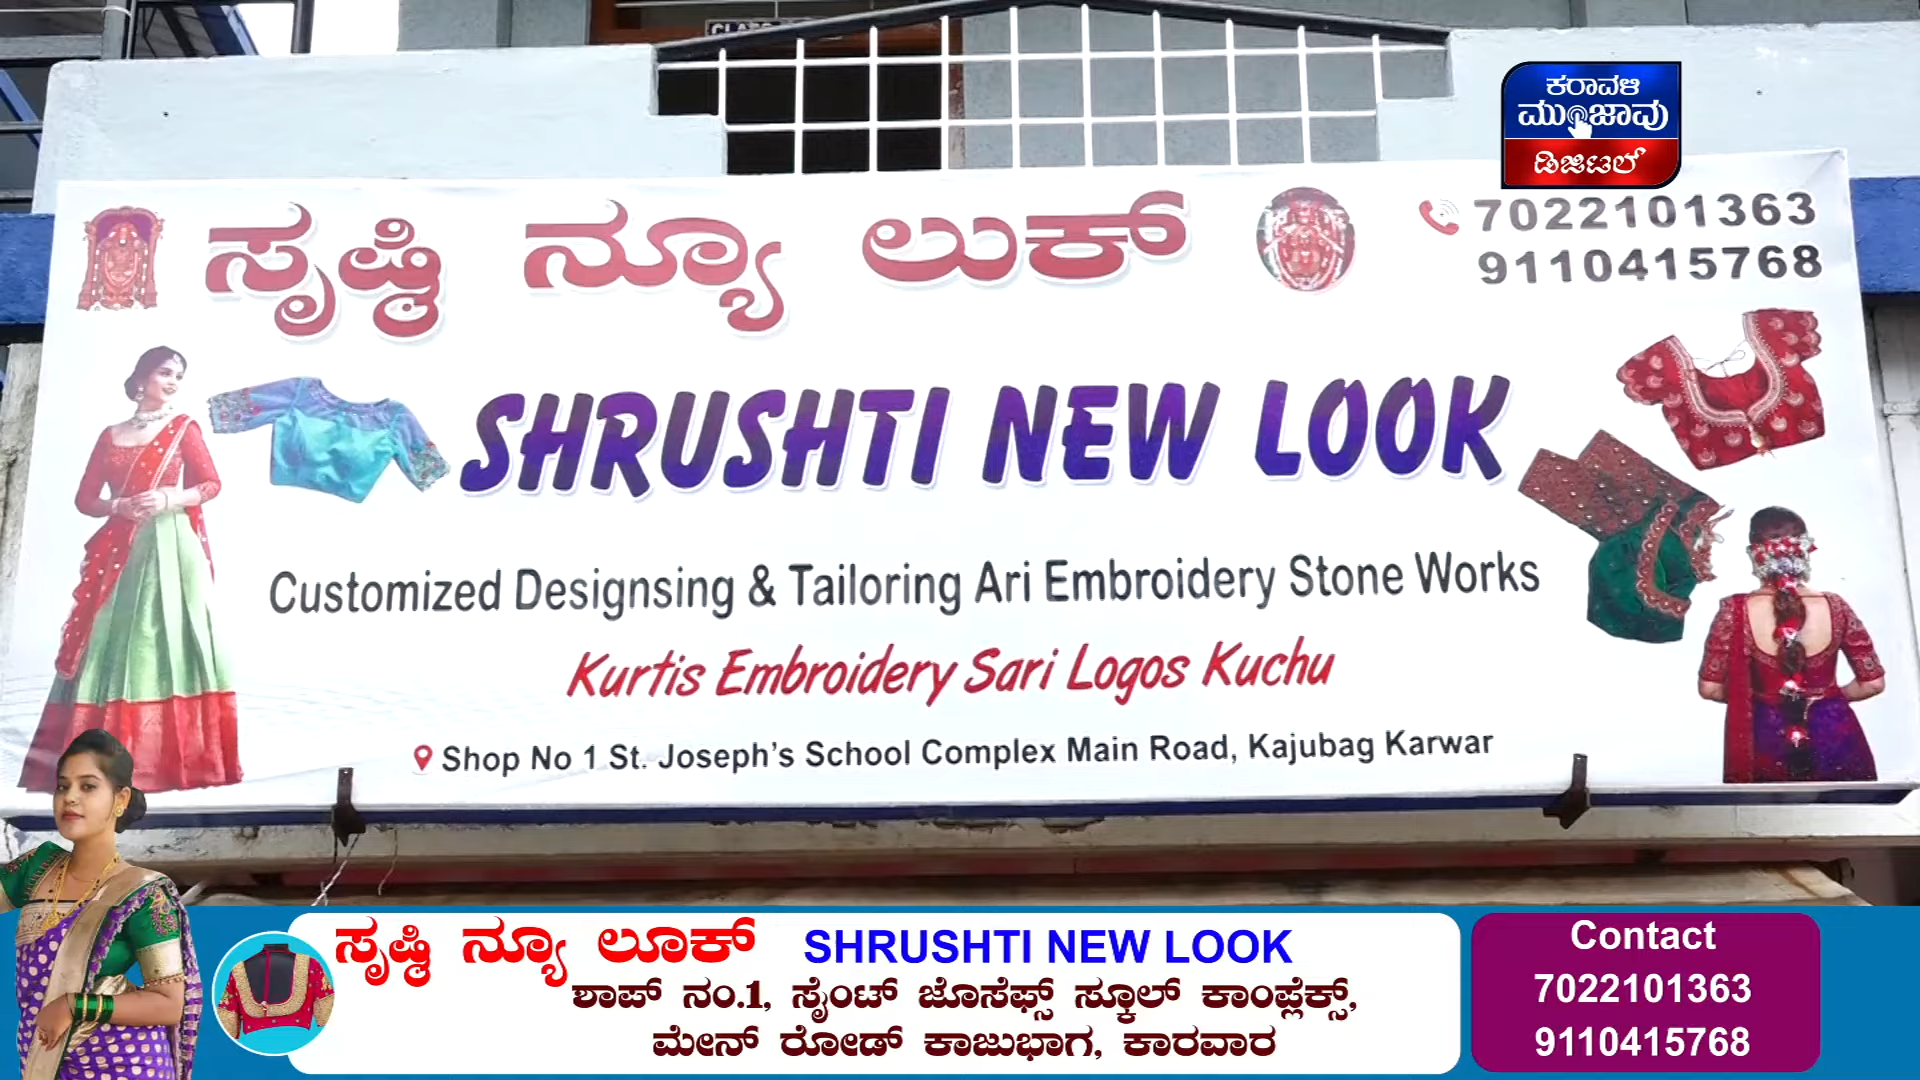 ಕರಾವಳಿ
ಮುಂಜಾವು
ಡಿಜಿಟಲ್
ಸೃಷ್ಠಿ ನ್ಯೂ ಲುಕ್
7022101363
9110415768
SHRUSHTI NEW LOOK
Customized Designsing & Tailoring Ari Embroidery Stone Works
Kurtis Embroidery Sari Logos Kuchu
Shop No 1 St. Joseph's School Complex Main Road, Kajubag Karwar
ಸೃಷ್ಠಿ ನ್ಯೂ ಲೂಕ್ SHRUSHTI NEW LOOK
ಶಾಪ್ ನಂ.1, ಸೈಂಟ್ ಜೊಸೆಫ್ಸ್ ಸ್ಕೂಲ್ ಕಾಂಪ್ಲೆಕ್ಸ್,
ಮೇನ್ ರೋಡ್ ಕಾಜುಭಾಗ, ಕಾರವಾರ
Contact
7022101363
9110415768